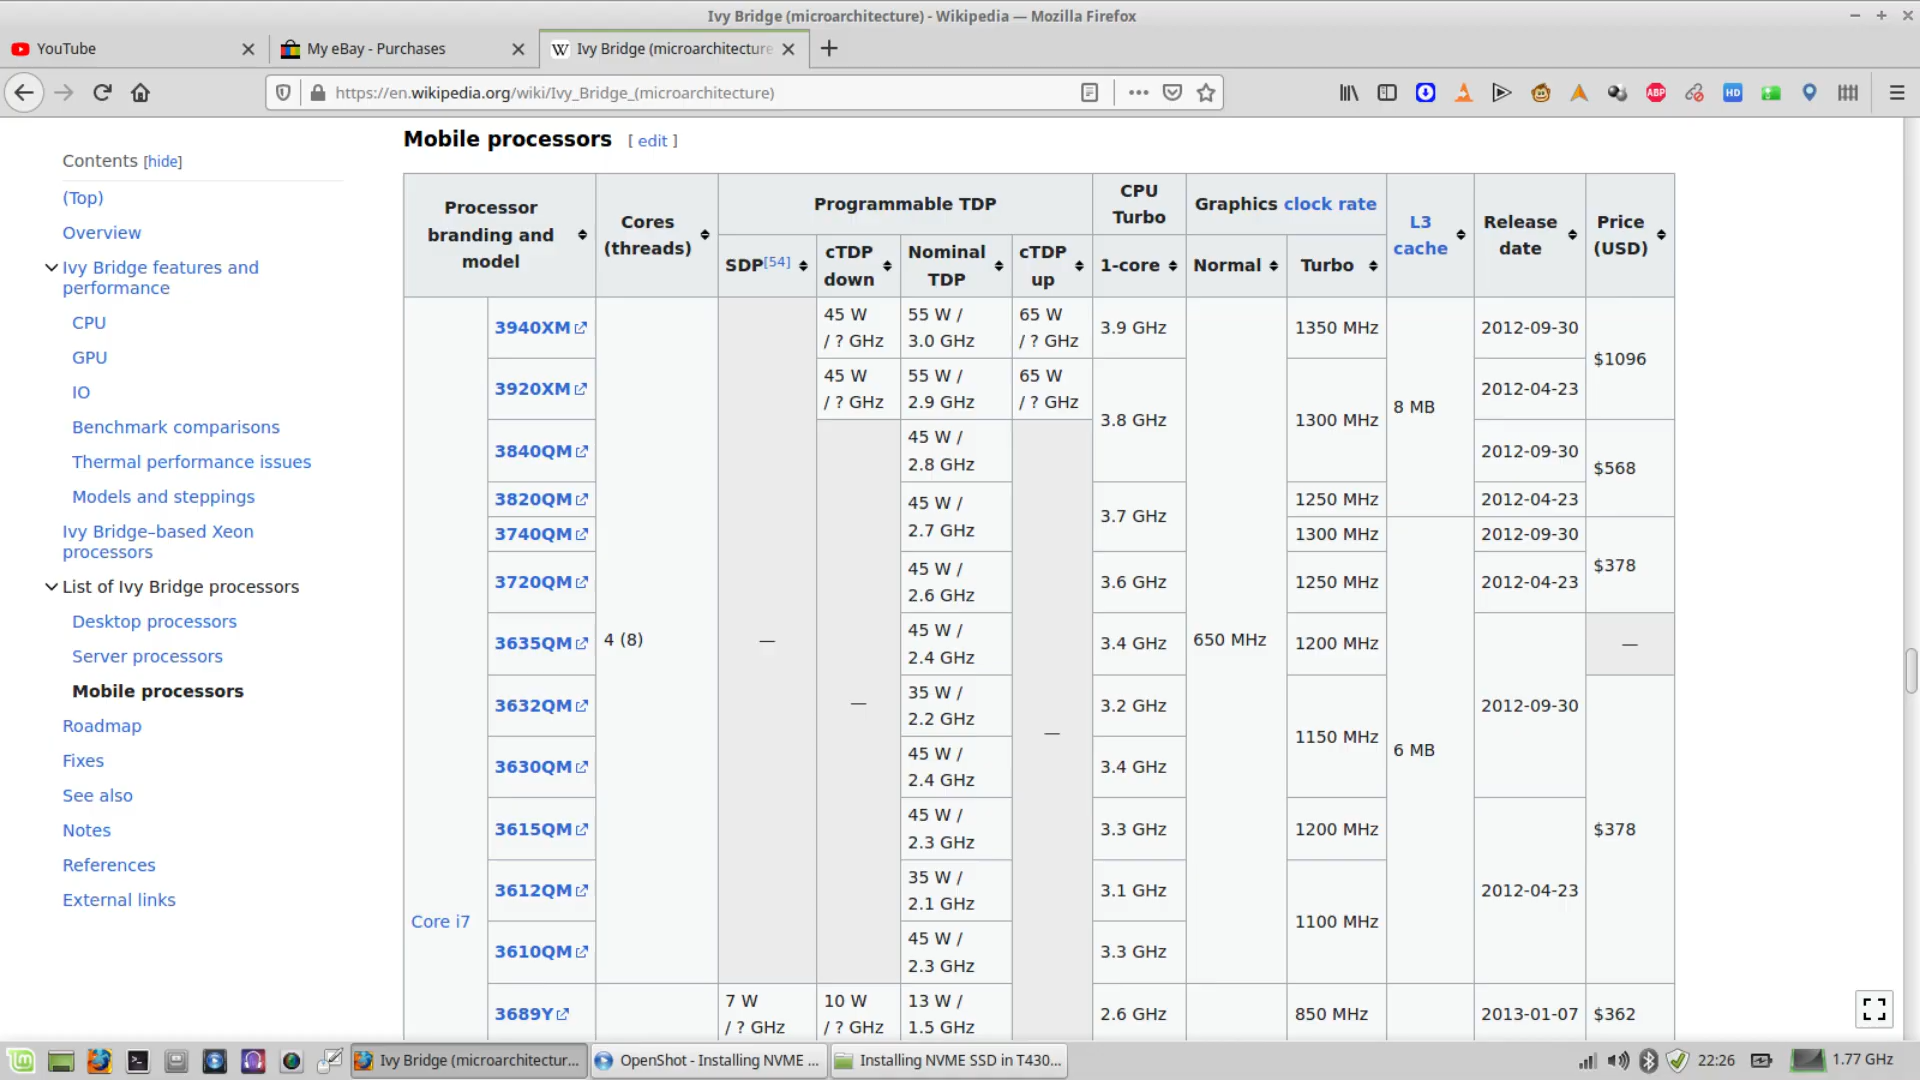 Ivy Bridge (microarchitecture) - Wikipedia — Mozilla Firefox
YouTube
My eBay - Purchases
Ivy Bridge (microarchitecture
https://en.wikipedia.org/wiki/Ivy_Bridge_(microarchitecture)
ABP
HD
Contents [hide]
(Top)
Overview
Ivy Bridge features and
performance
CPU
GPU
IO
Benchmark comparisons
Thermal performance issues
Models and steppings
Ivy Bridge–based Xeon
processors
List of Ivy Bridge processors
Desktop processors
Server processors
Mobile processors
Roadmap
Fixes
See also
Notes
References
External links
Mobile processors [ edit ]
Processor
branding and
model
Cores
(threads)
Programmable TDP
CPU
Turbo
Graphics clock rate
L3
cache
Release
date
Price
(USD)
SDP[54]
cTDP
down
Nominal
TDP
cTDP
up
1-core
Normal
Turbo
Core i7
4 (8)
—
—
—
650 MHz
8 MB
6 MB
3940XM
45 W
/ ? GHz
55 W /
3.0 GHz
65 W
/ ? GHz
3.9 GHz
1350 MHz
2012-09-30
$1096
3920XM
45 W
/ ? GHz
55 W /
2.9 GHz
65 W
/ ? GHz
3.8 GHz
1300 MHz
2012-04-23
3840QM
45 W /
2.8 GHz
2012-09-30
$568
3820QM
45 W /
2.7 GHz
3.7 GHz
1250 MHz
2012-04-23
3740QM
1300 MHz
2012-09-30
$378
3720QM
45 W /
2.6 GHz
3.6 GHz
1250 MHz
2012-04-23
3635QM
45 W /
2.4 GHz
3.4 GHz
1200 MHz
2012-09-30
—
3632QM
35 W /
2.2 GHz
3.2 GHz
1150 MHz
$378
3630QM
45 W /
2.4 GHz
3.4 GHz
3615QM
45 W /
2.3 GHz
3.3 GHz
1200 MHz
2012-04-23
3612QM
35 W /
2.1 GHz
3.1 GHz
1100 MHz
3610QM
45 W /
2.3 GHz
3.3 GHz
3689Y
7 W
/ ? GHz
10 W
/ ? GHz
13 W /
1.5 GHz
2.6 GHz
850 MHz
2013-01-07
$362
Ivy Bridge (microarchitectur...
OpenShot - Installing NVME ...
Installing NVME SSD in T430...
22:26
1.77 GHz